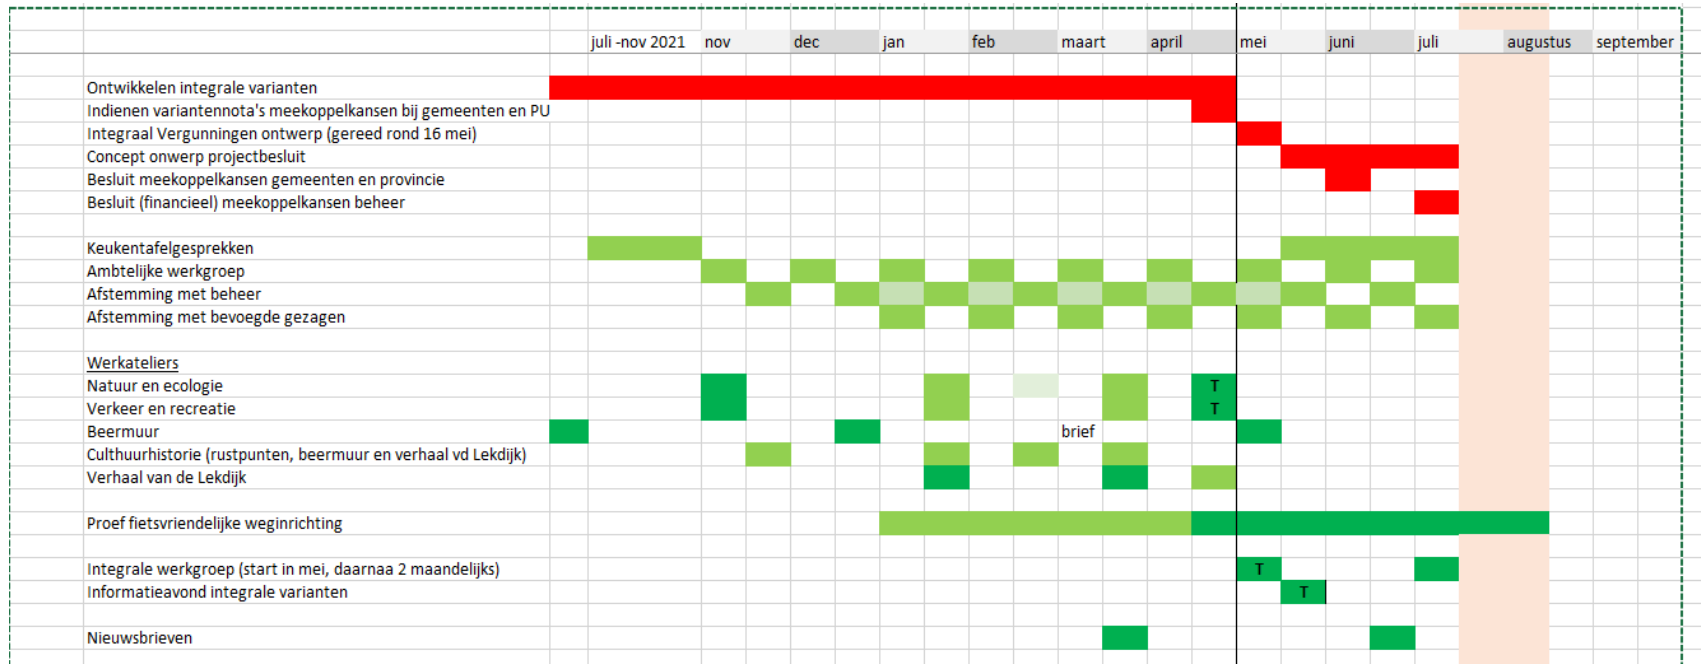 juli -nov 2021 nov dec jan feb maart april mei juni juli augustus september
Ontwikkelen integrale varianten
Indienen variantennota's meekoppelkansen bij gemeenten en PU
Integraal Vergunningen ontwerp (gereed rond 16 mei)
Concept onwerp projectbesluit
Besluit meekoppelkansen gemeenten en provincie
Besluit (financieel) meekoppelkansen beheer
Keukentafelgesprekken
Ambtelijke werkgroep
Afstemming met beheer
Afstemming met bevoegde gezagen
Werkateliers
Natuur en ecologie T
Verkeer en recreatie T
Beermuur brief
Culthuurhistorie (rustpunten, beermuur en verhaal vd Lekdijk)
Verhaal van de Lekdijk
Proef fietsvriendelijke weginrichting
Integrale werkgroep (start in mei, daarnaa 2 maandelijks) T
Informatieavond integrale varianten T
Nieuwsbrieven